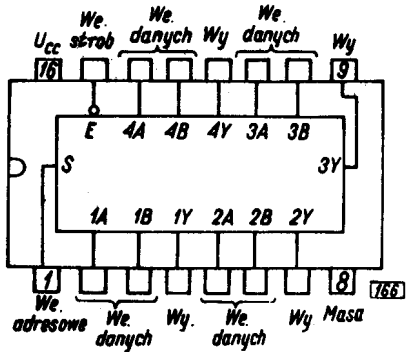 We. strob
We. danych
Wy
We. danych
Wy
Ucc
16
9
E 4A 4B 4Y 3A 3B
S 3Y
1A 1B 1Y 2A 2B 2Y
1
8
166
We. adresowe
We. danych
Wy.
We. danych
Wy
Masa